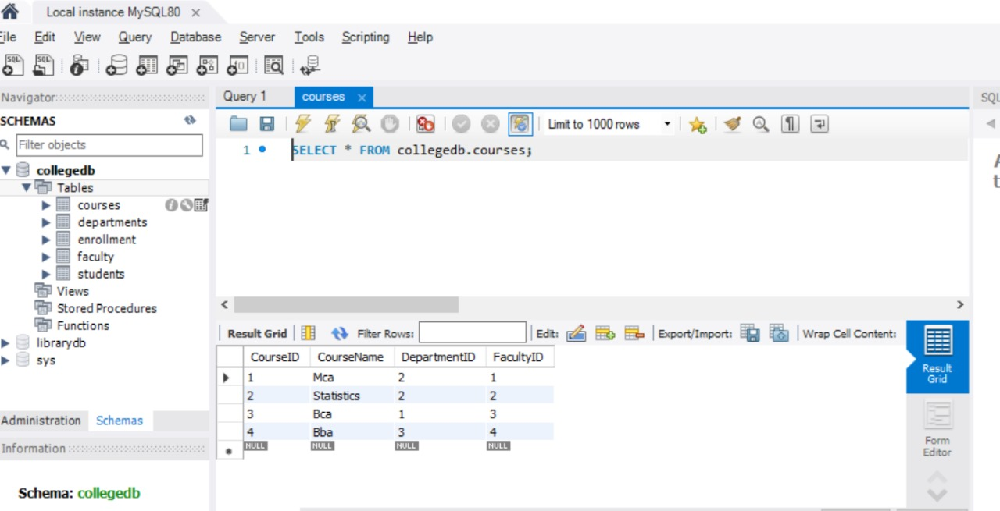 Local instance MySQL80
File Edit View Query Database Server Tools Scripting Help
Navigator
SCHEMAS
Filter objects
collegedb
Tables
courses
departments
enrollment
faculty
students
Views
Stored Procedures
Functions
librarydb
sys
Administration Schemas
Information
Schema: collegedb
Query 1 courses
Limit to 1000 rows
1 SELECT * FROM collegedb.courses;
Result Grid Filter Rows: Edit: Export/Import: Wrap Cell Content:
CourseID CourseName DepartmentID FacultyID
1 Mca 2 1
2 Statistics 2 2
3 Bca 1 3
4 Bba 3 4
NULL NULL NULL NULL
Result
Grid
Form
Editor
SQL